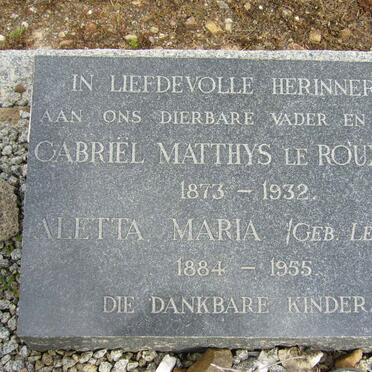 IN LIEFDEVOLLE HERINNER
AAN ONS DIERBARE VADER EN
GABRIËL MATTHYS LE ROUX
1873 – 1932.
ALETTA MARIA /GEB. LE
1884 – 1955.
DIE DANKBARE KINDER